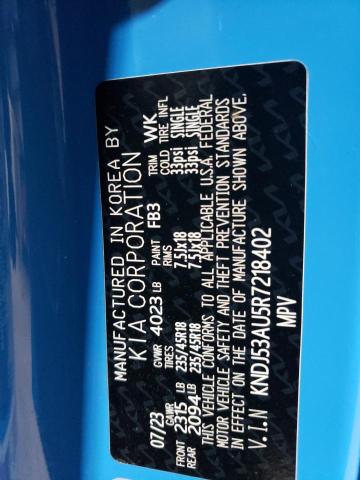 MANUFACTURED IN KOREA BY
KIA CORPORATION
07/23 GVWR 4023 LB PAINT FB3 TRIM WK
GAWR TIRES RIMS COLD TIRE INFL
FRONT 2315 LB 235/45R18 7.5Jx18 33psi SINGLE
REAR 2094 LB 235/45R18 7.5Jx18 33psi SINGLE
THIS VEHICLE CONFORMS TO ALL APPLICABLE U.S.A. FEDERAL
MOTOR VEHICLE SAFETY AND THEFT PREVENTION STANDARDS
IN EFFECT ON THE DATE OF MANUFACTURE SHOWN ABOVE.
V.I.N KNDJ53AU5R7218402
MPV